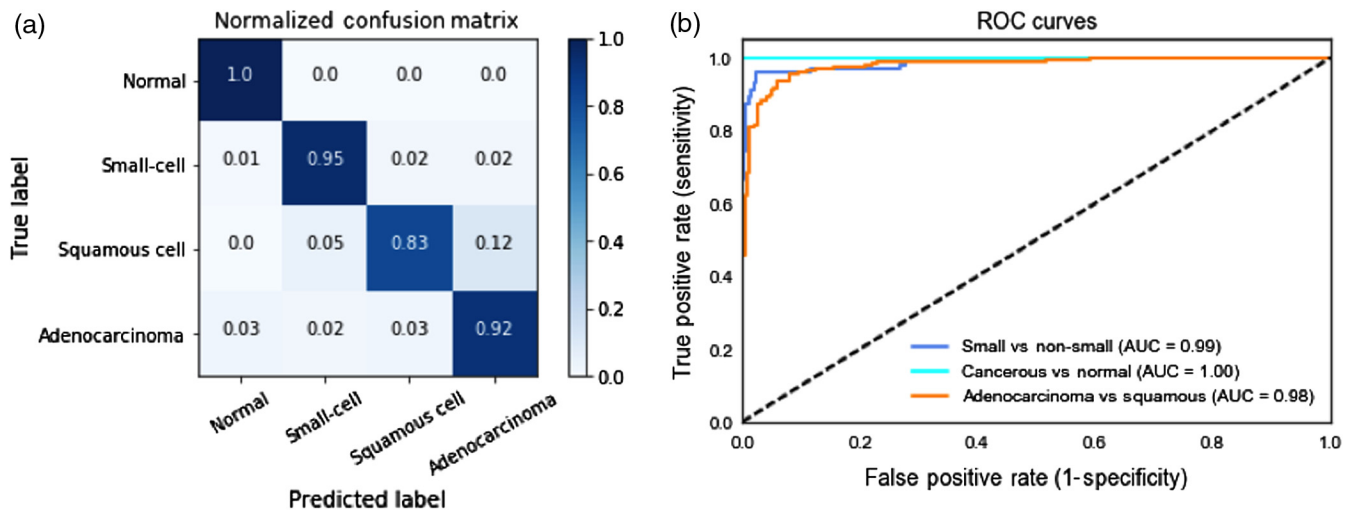 (a)
Normalized confusion matrix
True label
Normal
Small-cell
Squamous cell
Adenocarcinoma
1.0 0.0 0.0 0.0
0.01 0.95 0.02 0.02
0.0 0.05 0.83 0.12
0.03 0.02 0.03 0.92
Normal
Small-cell
Squamous cell
Adenocarcinoma
Predicted label
1.0
0.8
0.6
0.4
0.2
0.0
(b)
ROC curves
True positive rate (sensitivity)
1.0
0.8
0.6
0.4
0.2
0.0
Small vs non-small (AUC = 0.99)
Cancerous vs normal (AUC = 1.00)
Adenocarcinoma vs squamous (AUC = 0.98)
0.0 0.2 0.4 0.6 0.8 1.0
False positive rate (1-specificity)